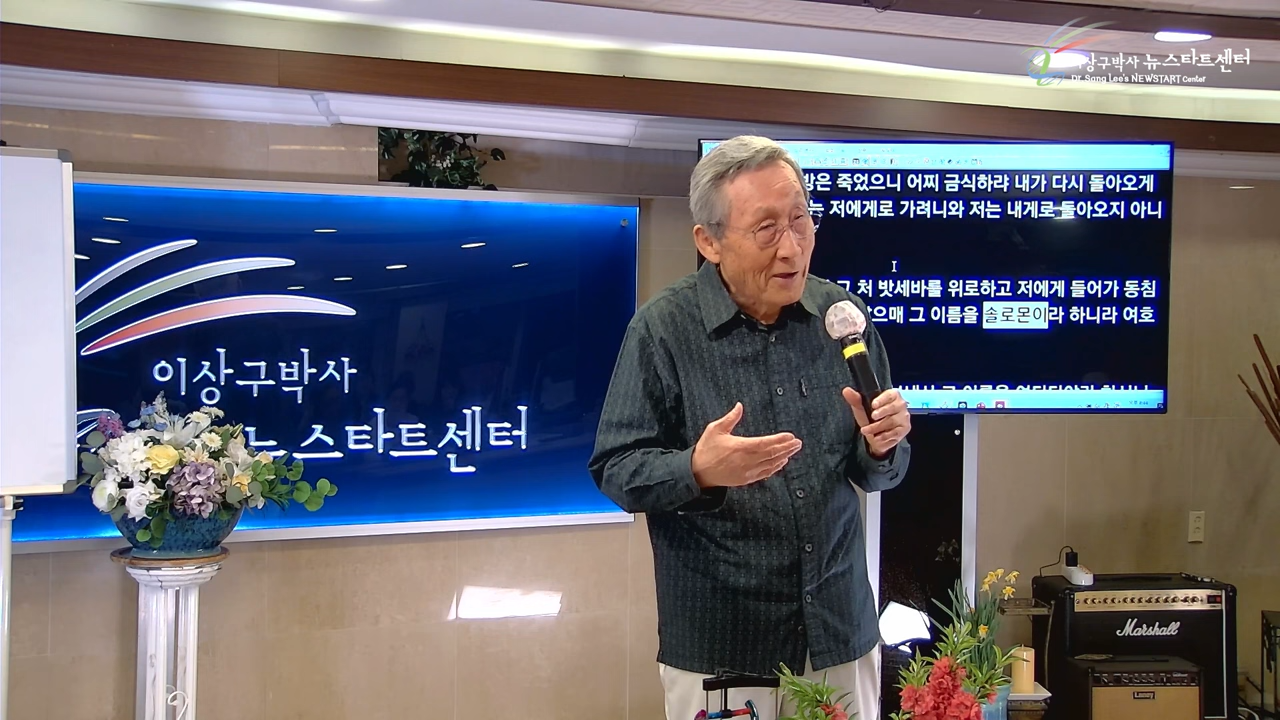 이상구박사 뉴스타트센터
Dr. Sang Lee's NEWSTART Center
은 죽었으니 어찌 금식하랴 내가 다시 돌아오게
저에게로 가려니와 저는 내게로 돌아오지 아니
처 밧세바를 위로하고 저에게 들어가 동침
그 이름을 솔로몬이라 하니라 여호
이상구박사
뉴스타트센터
Marshall
Laney